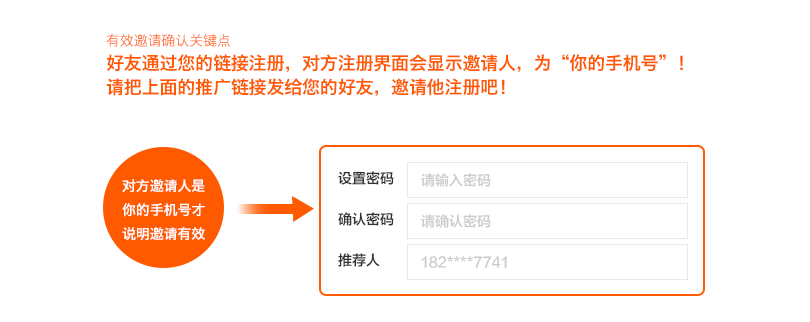 有效邀请确认关键点
好友通过您的链接注册，对方注册界面会显示邀请人，为“你的手机号”！
请把上面的推广链接发给您的好友，邀请他注册吧！
对方邀请人是
你的手机号才
说明邀请有效
设置密码 请输入密码
确认密码 请确认密码
推荐人 182****7741